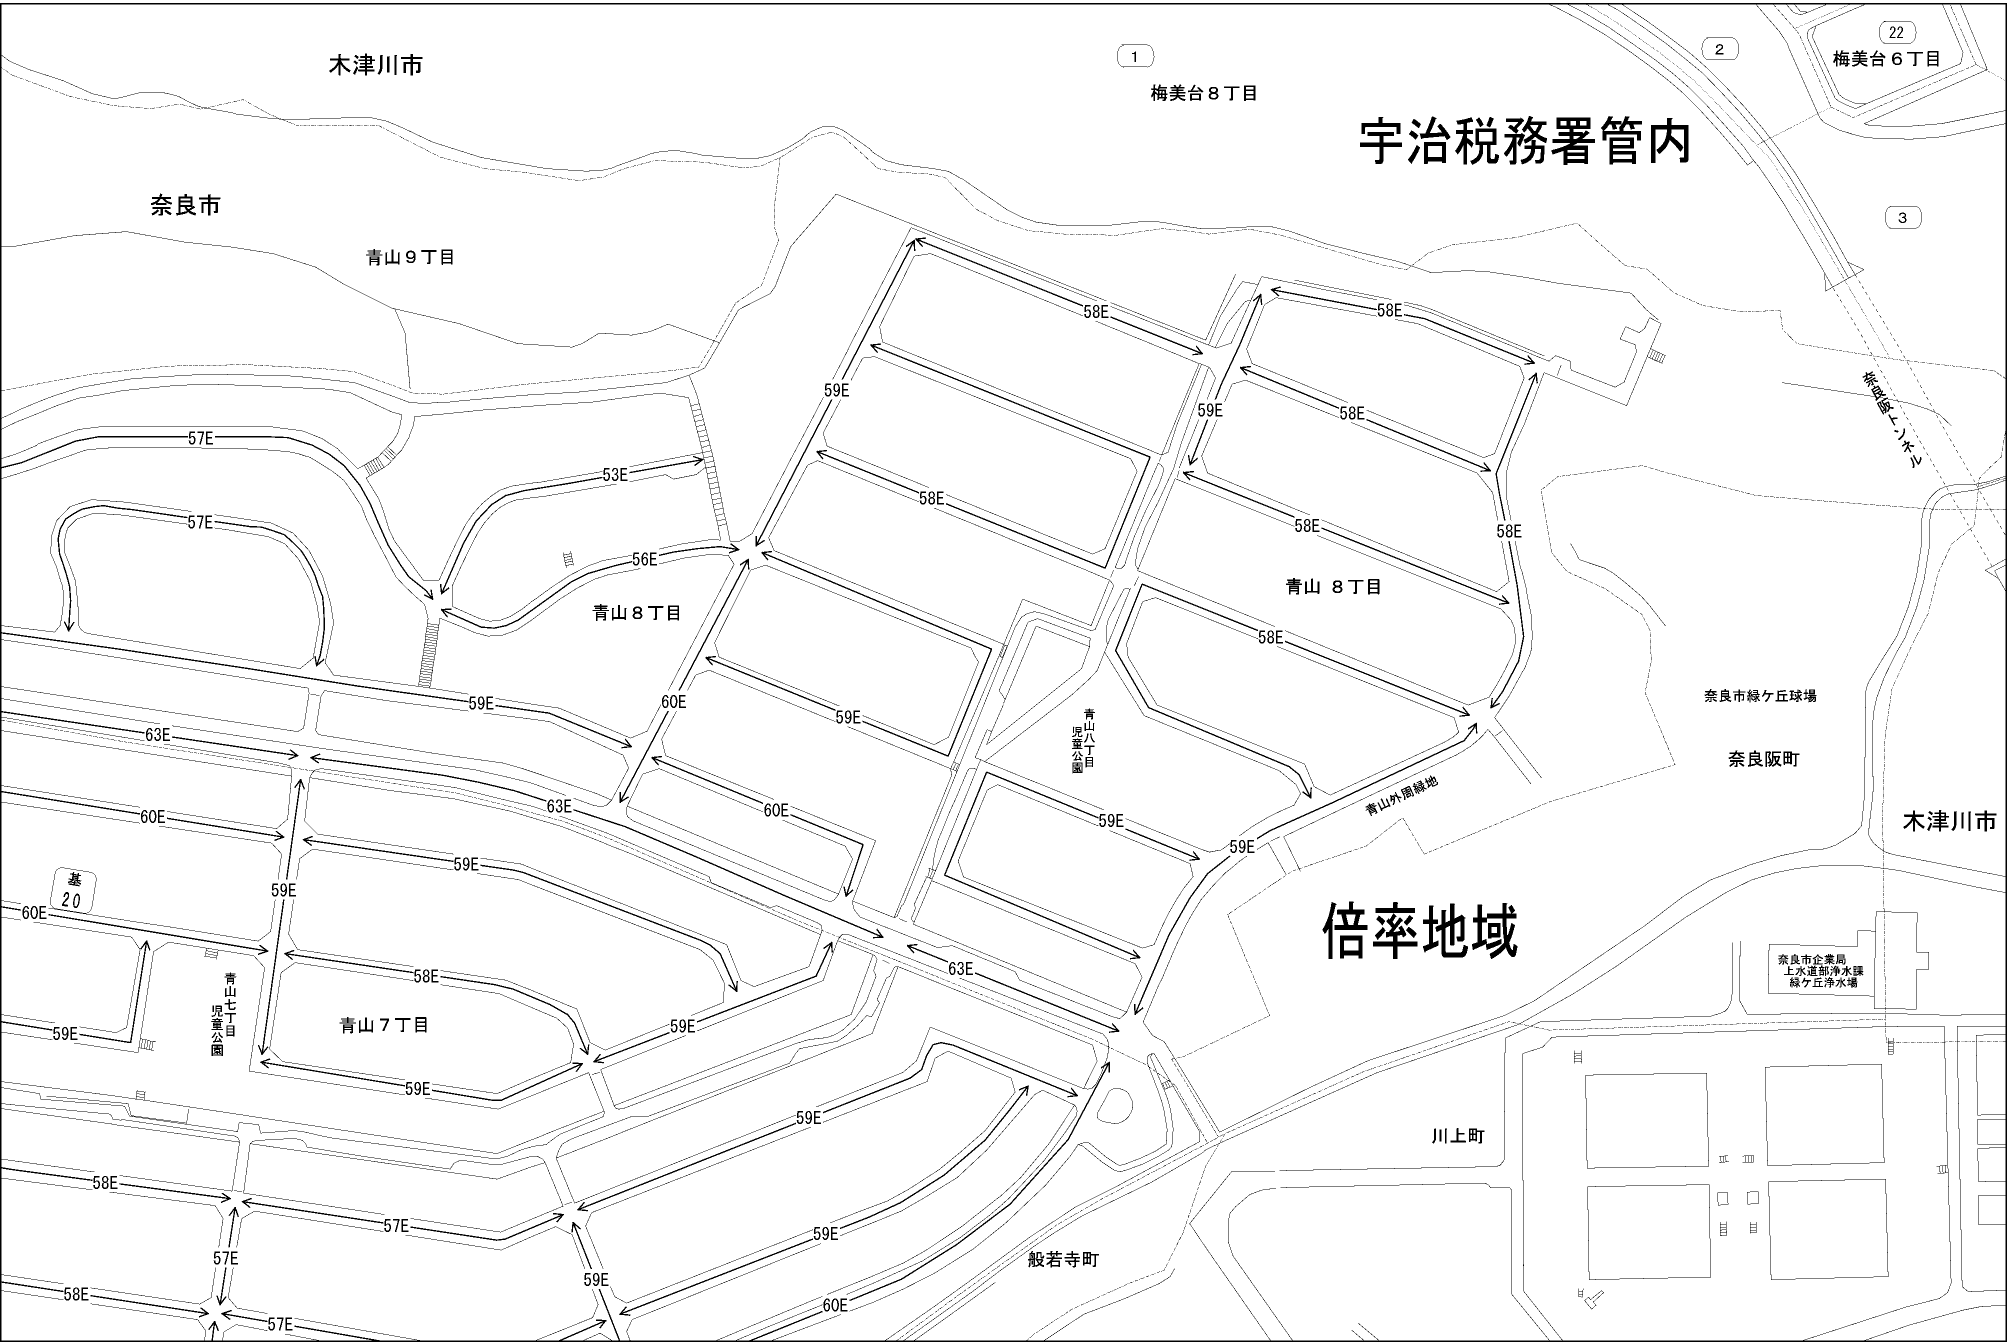 木津川市
1
2
22
梅美台６丁目
梅美台８丁目
宇治税務署管内
奈良市
3
青山９丁目
58E
58E
59E
奈良阪トンネル
59E
58E
57E
53E
58E
57E
58E
58E
56E
青山８丁目
青山 ８丁目
58E
60E
59E
59E
奈良市緑ケ丘球場
63E
青山八丁目
児童公園
奈良阪町
青山外周緑地
63E
60E
60E
59E
木津川市
59E
59E
59E
基
20
60E
倍率地域
58E
63E
奈良市企業局
上水道部浄水課
緑ケ丘浄水場
青山七丁目
児童公園
青山７丁目
59E
59E
59E
59E
川上町
58E
57E
59E
57E
般若寺町
59E
58E
60E
57E